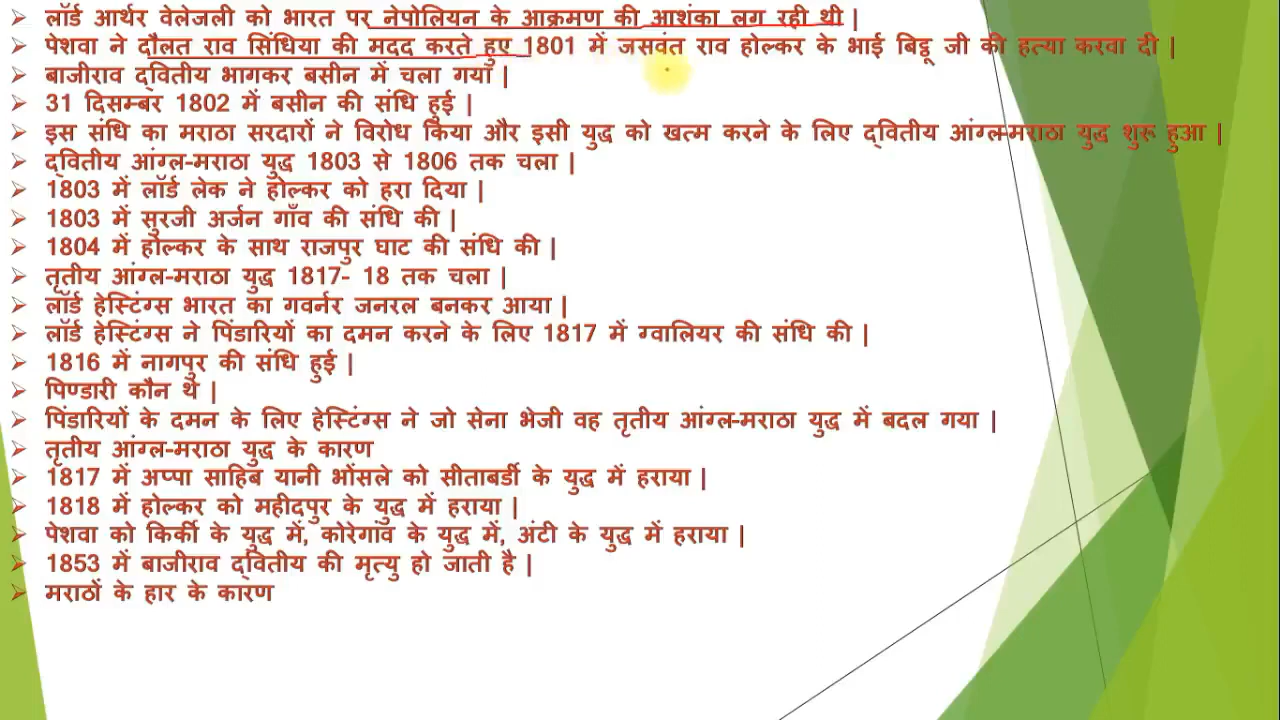 लॉर्ड आर्थर वेलेजली को भारत पर नेपोलियन के आक्रमण की आशंका लग रही थी |
पेशवा ने दौलत राव सिंधिया की मदद करते हुए 1801 में जसवंत राव होल्कर के भाई बिट्टू जी की हत्या करवा दी |
बाजीराव द्वितीय भागकर बसीन में चला गया |
31 दिसम्बर 1802 में बसीन की संधि हुई |
इस संधि का मराठा सरदारों ने विरोध किया और इसी युद्ध को खत्म करने के लिए द्वितीय आंग्ल-मराठा युद्ध शुरू हुआ |
द्वितीय आंग्ल-मराठा युद्ध 1803 से 1806 तक चला |
1803 में लॉर्ड लेक ने होल्कर को हरा दिया |
1803 में सुरजी अर्जन गाँव की संधि की |
1804 में होल्कर के साथ राजपुर घाट की संधि की |
तृतीय आंग्ल-मराठा युद्ध 1817- 18 तक चला |
लॉर्ड हेस्टिंग्स भारत का गवर्नर जनरल बनकर आया |
लॉर्ड हेस्टिंग्स ने पिंडारियों का दमन करने के लिए 1817 में ग्वालियर की संधि की |
1816 में नागपुर की संधि हुई |
पिण्डारी कौन थे |
पिंडारियों के दमन के लिए हेस्टिंग्स ने जो सेना भेजी वह तृतीय आंग्ल-मराठा युद्ध में बदल गया |
तृतीय आंग्ल-मराठा युद्ध के कारण
1817 में अप्पा साहिब यानी भोंसले को सीताबर्डी के युद्ध में हराया |
1818 में होल्कर को महीदपुर के युद्ध में हराया |
पेशवा को किर्की के युद्ध में, कोरेगांव के युद्ध में, अंटी के युद्ध में हराया |
1853 में बाजीराव द्वितीय की मृत्यु हो जाती है |
मराठों के हार के कारण